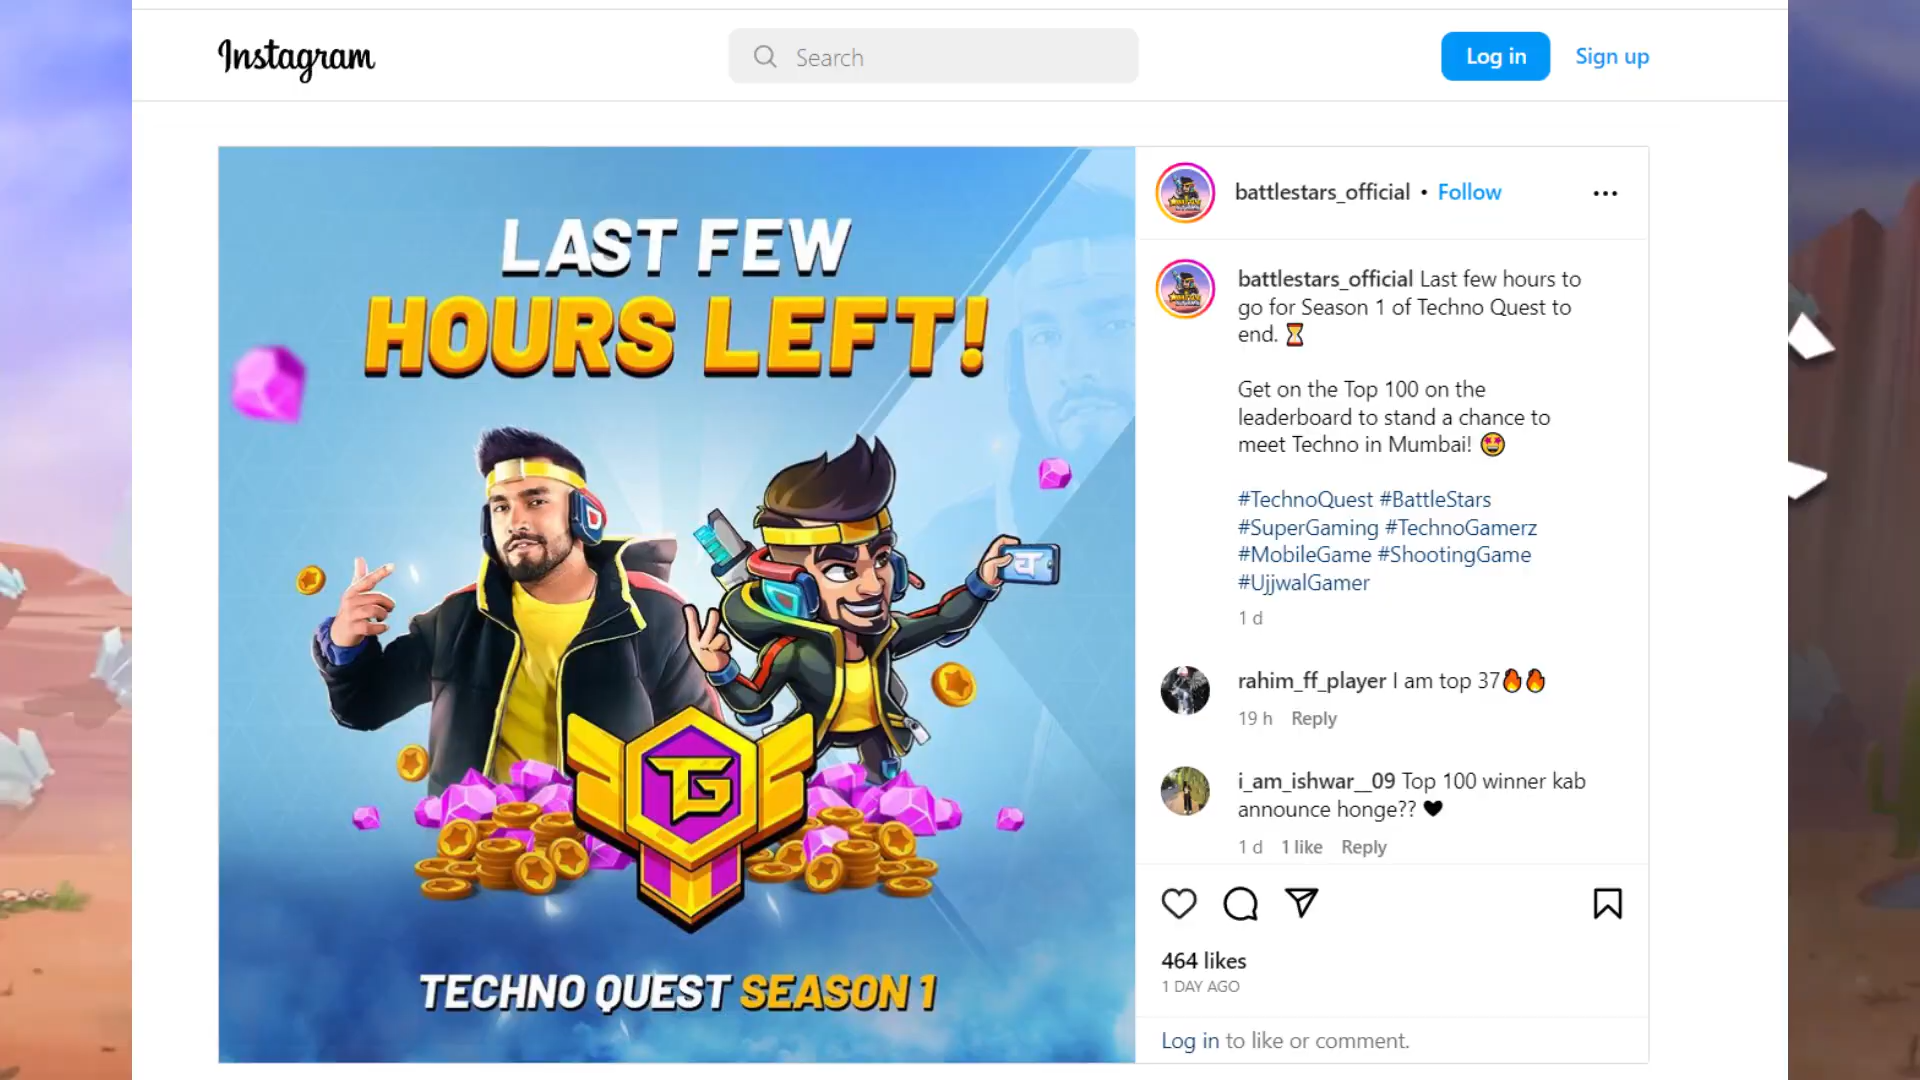 Instagram
Search
Log in
Sign up
LAST FEW
HOURS LEFT!
TG
TECHNO QUEST SEASON 1
battlestars_official • Follow
battlestars_official Last few hours to
go for Season 1 of Techno Quest to
end. ⏳
Get on the Top 100 on the
leaderboard to stand a chance to
meet Techno in Mumbai! 🤩
#TechnoQuest #BattleStars
#SuperGaming #TechnoGamerz
#MobileGame #ShootingGame
#UjjwalGamer
1 d
rahim_ff_player I am top 37🔥🔥
19 h Reply
i_am_ishwar__09 Top 100 winner kab
announce honge?? 🖤
1 d 1 like Reply
464 likes
1 DAY AGO
Log in to like or comment.